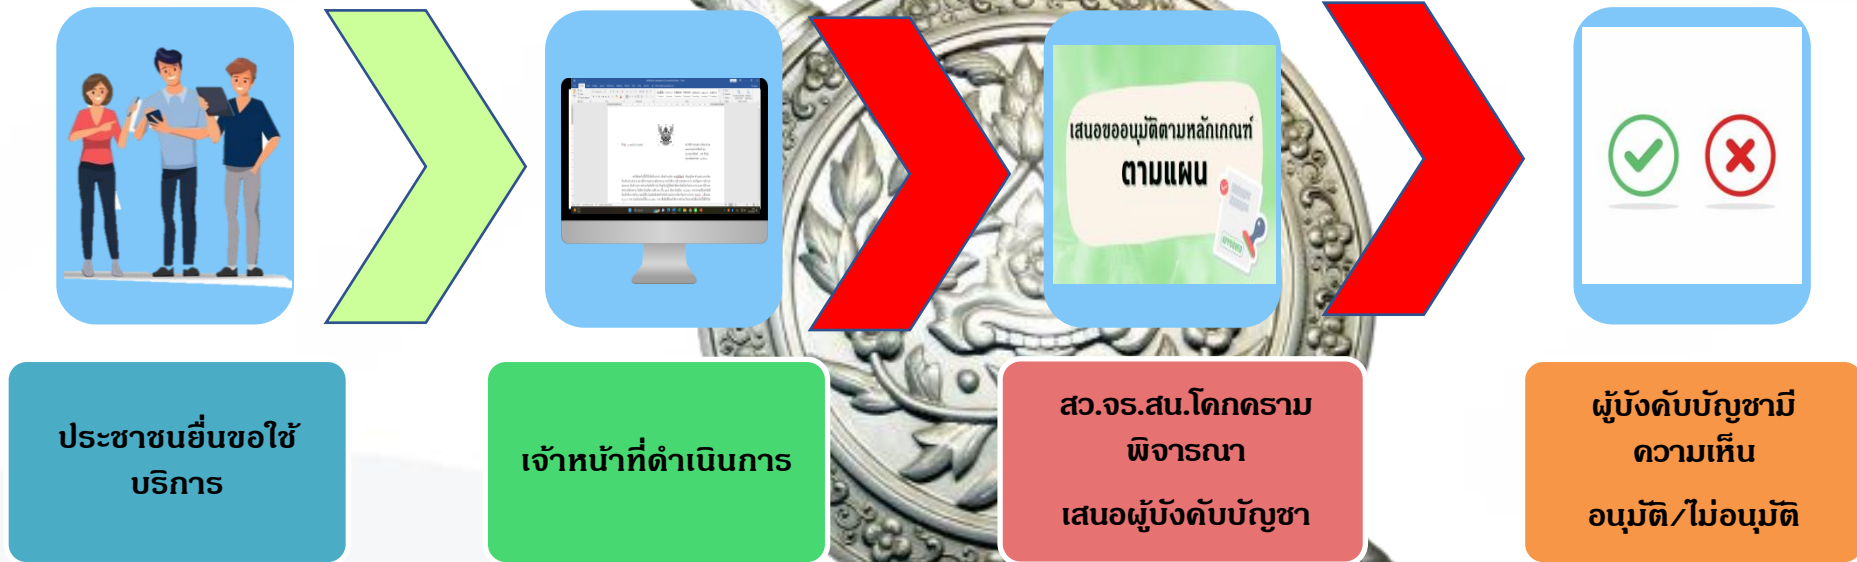 เสนอขออนุมัติตามหลักเกณฑ์
ตามแผน
APPROVED
ประชาชนยื่นขอใช้
บริการ
เจ้าหน้าที่ดำเนินการ
สว.จร.สน.โคกคราม
พิจารณา
เสนอผู้บังคับบัญชา
ผู้บังคับบัญชามี
ความเห็น
อนุมัติ/ไม่อนุมัติ